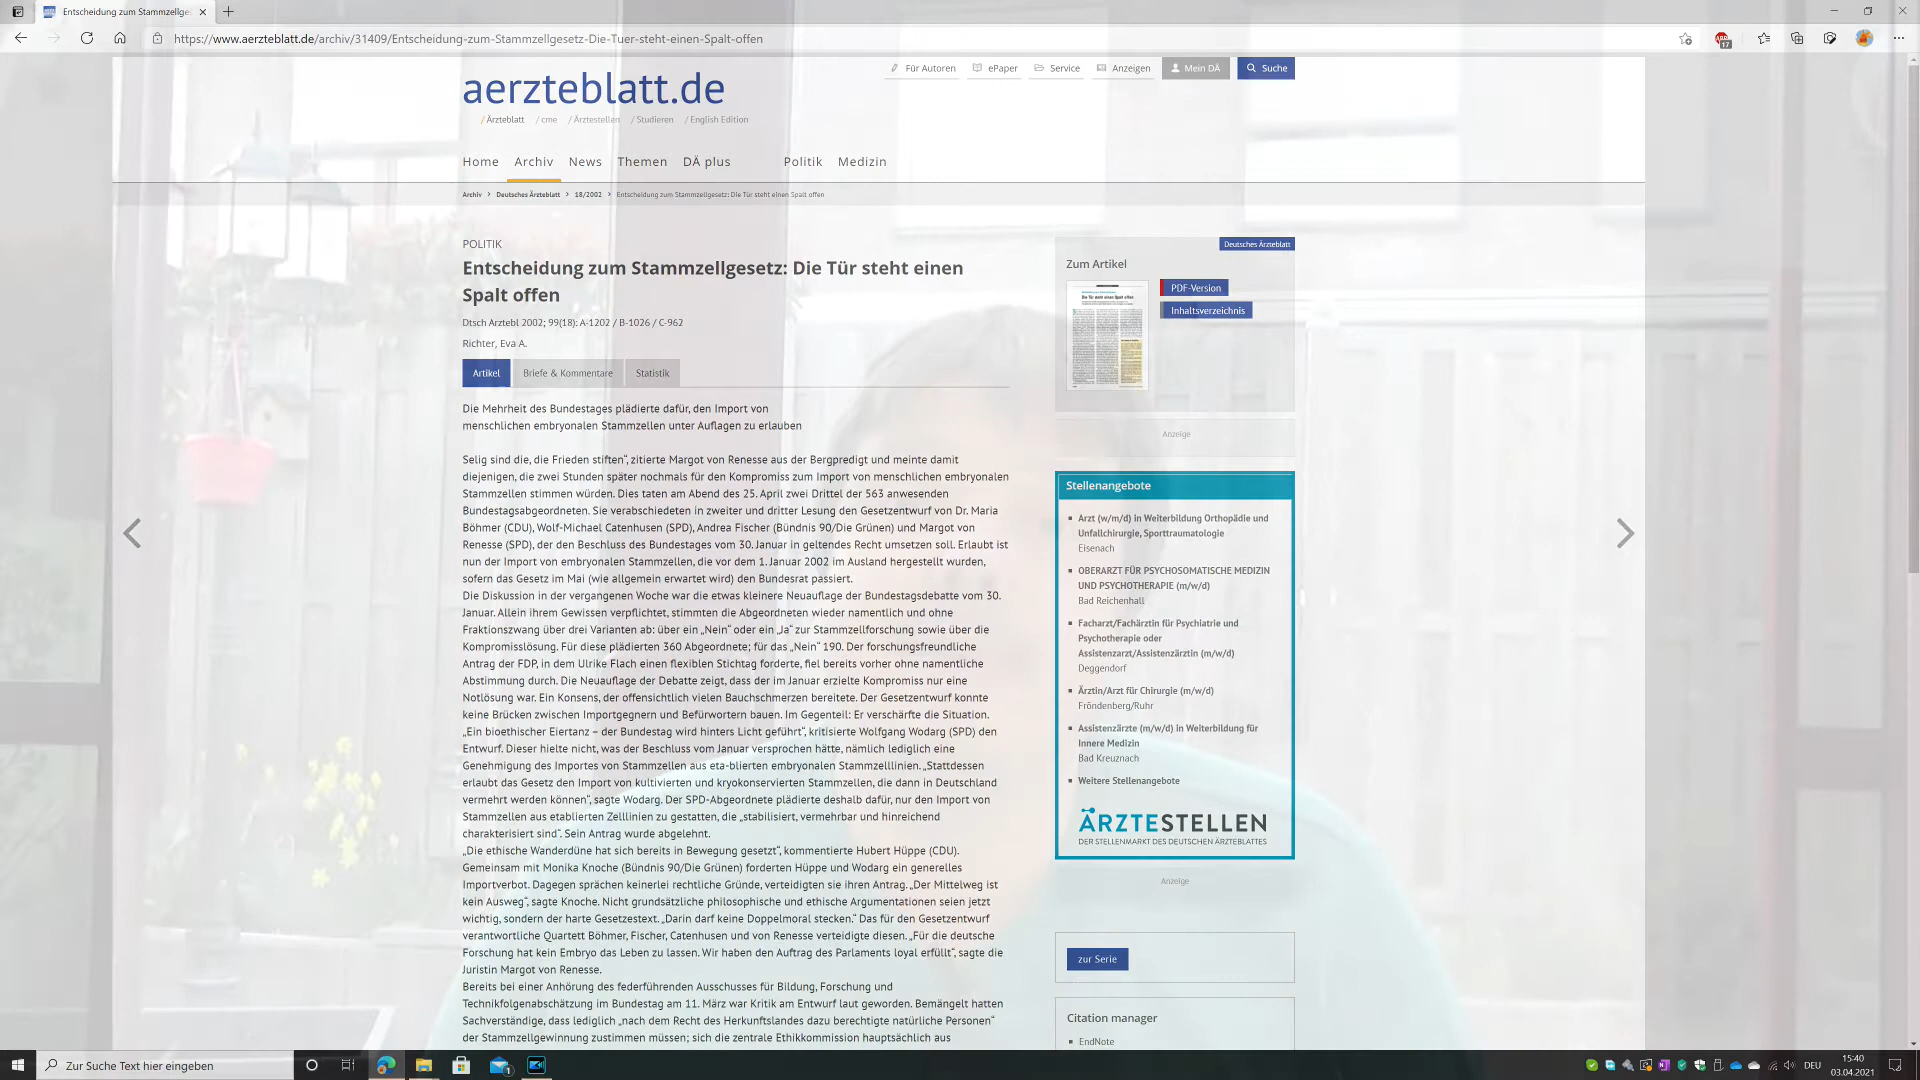 Entscheidung zum Stammzellges
https://www.aerzteblatt.de/archiv/31409/Entscheidung-zum-Stammzellgesetz-Die-Tuer-steht-einen-Spalt-offen
17
Für Autoren ePaper Service Anzeigen Mein DÄ Suche
aerzteblatt.de
/ Ärzteblatt / cme / Ärztestellen / Studieren / English Edition
Home Archiv News Themen DÄ plus Politik Medizin
Archiv > Deutsches Ärzteblatt > 18/2002 > Entscheidung zum Stammzellgesetz: Die Tür steht einen Spalt offen
POLITIK
Entscheidung zum Stammzellgesetz: Die Tür steht einen
Spalt offen
Dtsch Arztebl 2002; 99(18): A-1202 / B-1026 / C-962
Richter, Eva A.
Artikel Briefe & Kommentare Statistik
Die Mehrheit des Bundestages plädierte dafür, den Import von
menschlichen embryonalen Stammzellen unter Auflagen zu erlauben
Selig sind die, die Frieden stiften“, zitierte Margot von Renesse aus der Bergpredigt und meinte damit
diejenigen, die zwei Stunden später nochmals für den Kompromiss zum Import von menschlichen embryonalen
Stammzellen stimmen würden. Dies taten am Abend des 25. April zwei Drittel der 563 anwesenden
Bundestagsabgeordneten. Sie verabschiedeten in zweiter und dritter Lesung den Gesetzentwurf von Dr. Maria
Böhmer (CDU), Wolf-Michael Catenhusen (SPD), Andrea Fischer (Bündnis 90/Die Grünen) und Margot von
Renesse (SPD), der den Beschluss des Bundestages vom 30. Januar in geltendes Recht umsetzen soll. Erlaubt ist
nun der Import von embryonalen Stammzellen, die vor dem 1. Januar 2002 im Ausland hergestellt wurden,
sofern das Gesetz im Mai (wie allgemein erwartet wird) den Bundesrat passiert.
Die Diskussion in der vergangenen Woche war die etwas kleinere Neuauflage der Bundestagsdebatte vom 30.
Januar. Allein ihrem Gewissen verpflichtet, stimmten die Abgeordneten wieder namentlich und ohne
Fraktionszwang über drei Varianten ab: über ein „Nein“ oder ein „Ja“ zur Stammzellforschung sowie über die
Kompromisslösung. Für diese plädierten 360 Abgeordnete; für das „Nein“ 190. Der forschungsfreundliche
Antrag der FDP, in dem Ulrike Flach einen flexiblen Stichtag forderte, fiel bereits vorher ohne namentliche
Abstimmung durch. Die Neuauflage der Debatte zeigt, dass der im Januar erzielte Kompromiss nur eine
Notlösung war. Ein Konsens, der offensichtlich vielen Bauchschmerzen bereitete. Der Gesetzentwurf konnte
keine Brücken zwischen Importgegnern und Befürwortern bauen. Im Gegenteil: Er verschärfte die Situation.
„Ein bioethischer Eiertanz – der Bundestag wird hinters Licht geführt“, kritisierte Wolfgang Wodarg (SPD) den
Entwurf. Dieser hielte nicht, was der Beschluss vom Januar versprochen hätte, nämlich lediglich eine
Genehmigung des Importes von Stammzellen aus eta-blierten embryonalen Stammzelllinien. „Stattdessen
erlaubt das Gesetz den Import von kultivierten und kryokonservierten Stammzellen, die dann in Deutschland
vermehrt werden können“, sagte Wodarg. Der SPD-Abgeordnete plädierte deshalb dafür, nur den Import von
Stammzellen aus etablierten Zelllinien zu gestatten, die „stabilisiert, vermehrbar und hinreichend
charakterisiert sind“. Sein Antrag wurde abgelehnt.
„Die ethische Wanderdüne hat sich bereits in Bewegung gesetzt“, kommentierte Hubert Hüppe (CDU).
Gemeinsam mit Monika Knoche (Bündnis 90/Die Grünen) forderten Hüppe und Wodarg ein generelles
Importverbot. Dagegen sprächen keinerlei rechtliche Gründe, verteidigten sie ihren Antrag. „Der Mittelweg ist
kein Ausweg“, sagte Knoche. Nicht grundsätzliche philosophische und ethische Argumentationen seien jetzt
wichtig, sondern der harte Gesetzestext. „Darin darf keine Doppelmoral stecken.“ Das für den Gesetzentwurf
verantwortliche Quartett Böhmer, Fischer, Catenhusen und von Renesse verteidigte diesen. „Für die deutsche
Forschung hat kein Embryo das Leben zu lassen. Wir haben den Auftrag des Parlaments loyal erfüllt“, sagte die
Juristin Margot von Renesse.
Bereits bei einer Anhörung des federführenden Ausschusses für Bildung, Forschung und
Technikfolgenabschätzung im Bundestag am 11. März war Kritik am Entwurf laut geworden. Bemängelt hatten
Sachverständige, dass lediglich „nach dem Recht des Herkunftslandes dazu berechtigte natürliche Personen“
der Stammzellgewinnung zustimmen müssen; sich die zentrale Ethikkommission hauptsächlich aus
Deutsches Ärzteblatt
Zum Artikel
Die Tür steht einen Spalt offen
PDF-Version
Inhaltsverzeichnis
Anzeige
Stellenangebote
Arzt (w/m/d) in Weiterbildung Orthopädie und
Unfallchirurgie, Sporttraumatologie
Eisenach
OBERARZT FÜR PSYCHOSOMATISCHE MEDIZIN
UND PSYCHOTHERAPIE (m/w/d)
Bad Reichenhall
Facharzt/Fachärztin für Psychiatrie und
Psychotherapie oder
Assistenzarzt/Assistenzärztin (m/w/d)
Deggendorf
Ärztin/Arzt für Chirurgie (m/w/d)
Fröndenberg/Ruhr
Assistenzärzte (m/w/d) in Weiterbildung für
Innere Medizin
Bad Kreuznach
Weitere Stellenangebote
ÄRZTESTELLEN
DER STELLENMARKT DES DEUTSCHEN ÄRZTEBLATTES
Anzeige
zur Serie
Citation manager
EndNote
Zur Suche Text hier eingeben
DEU
15:40
03.04.2021